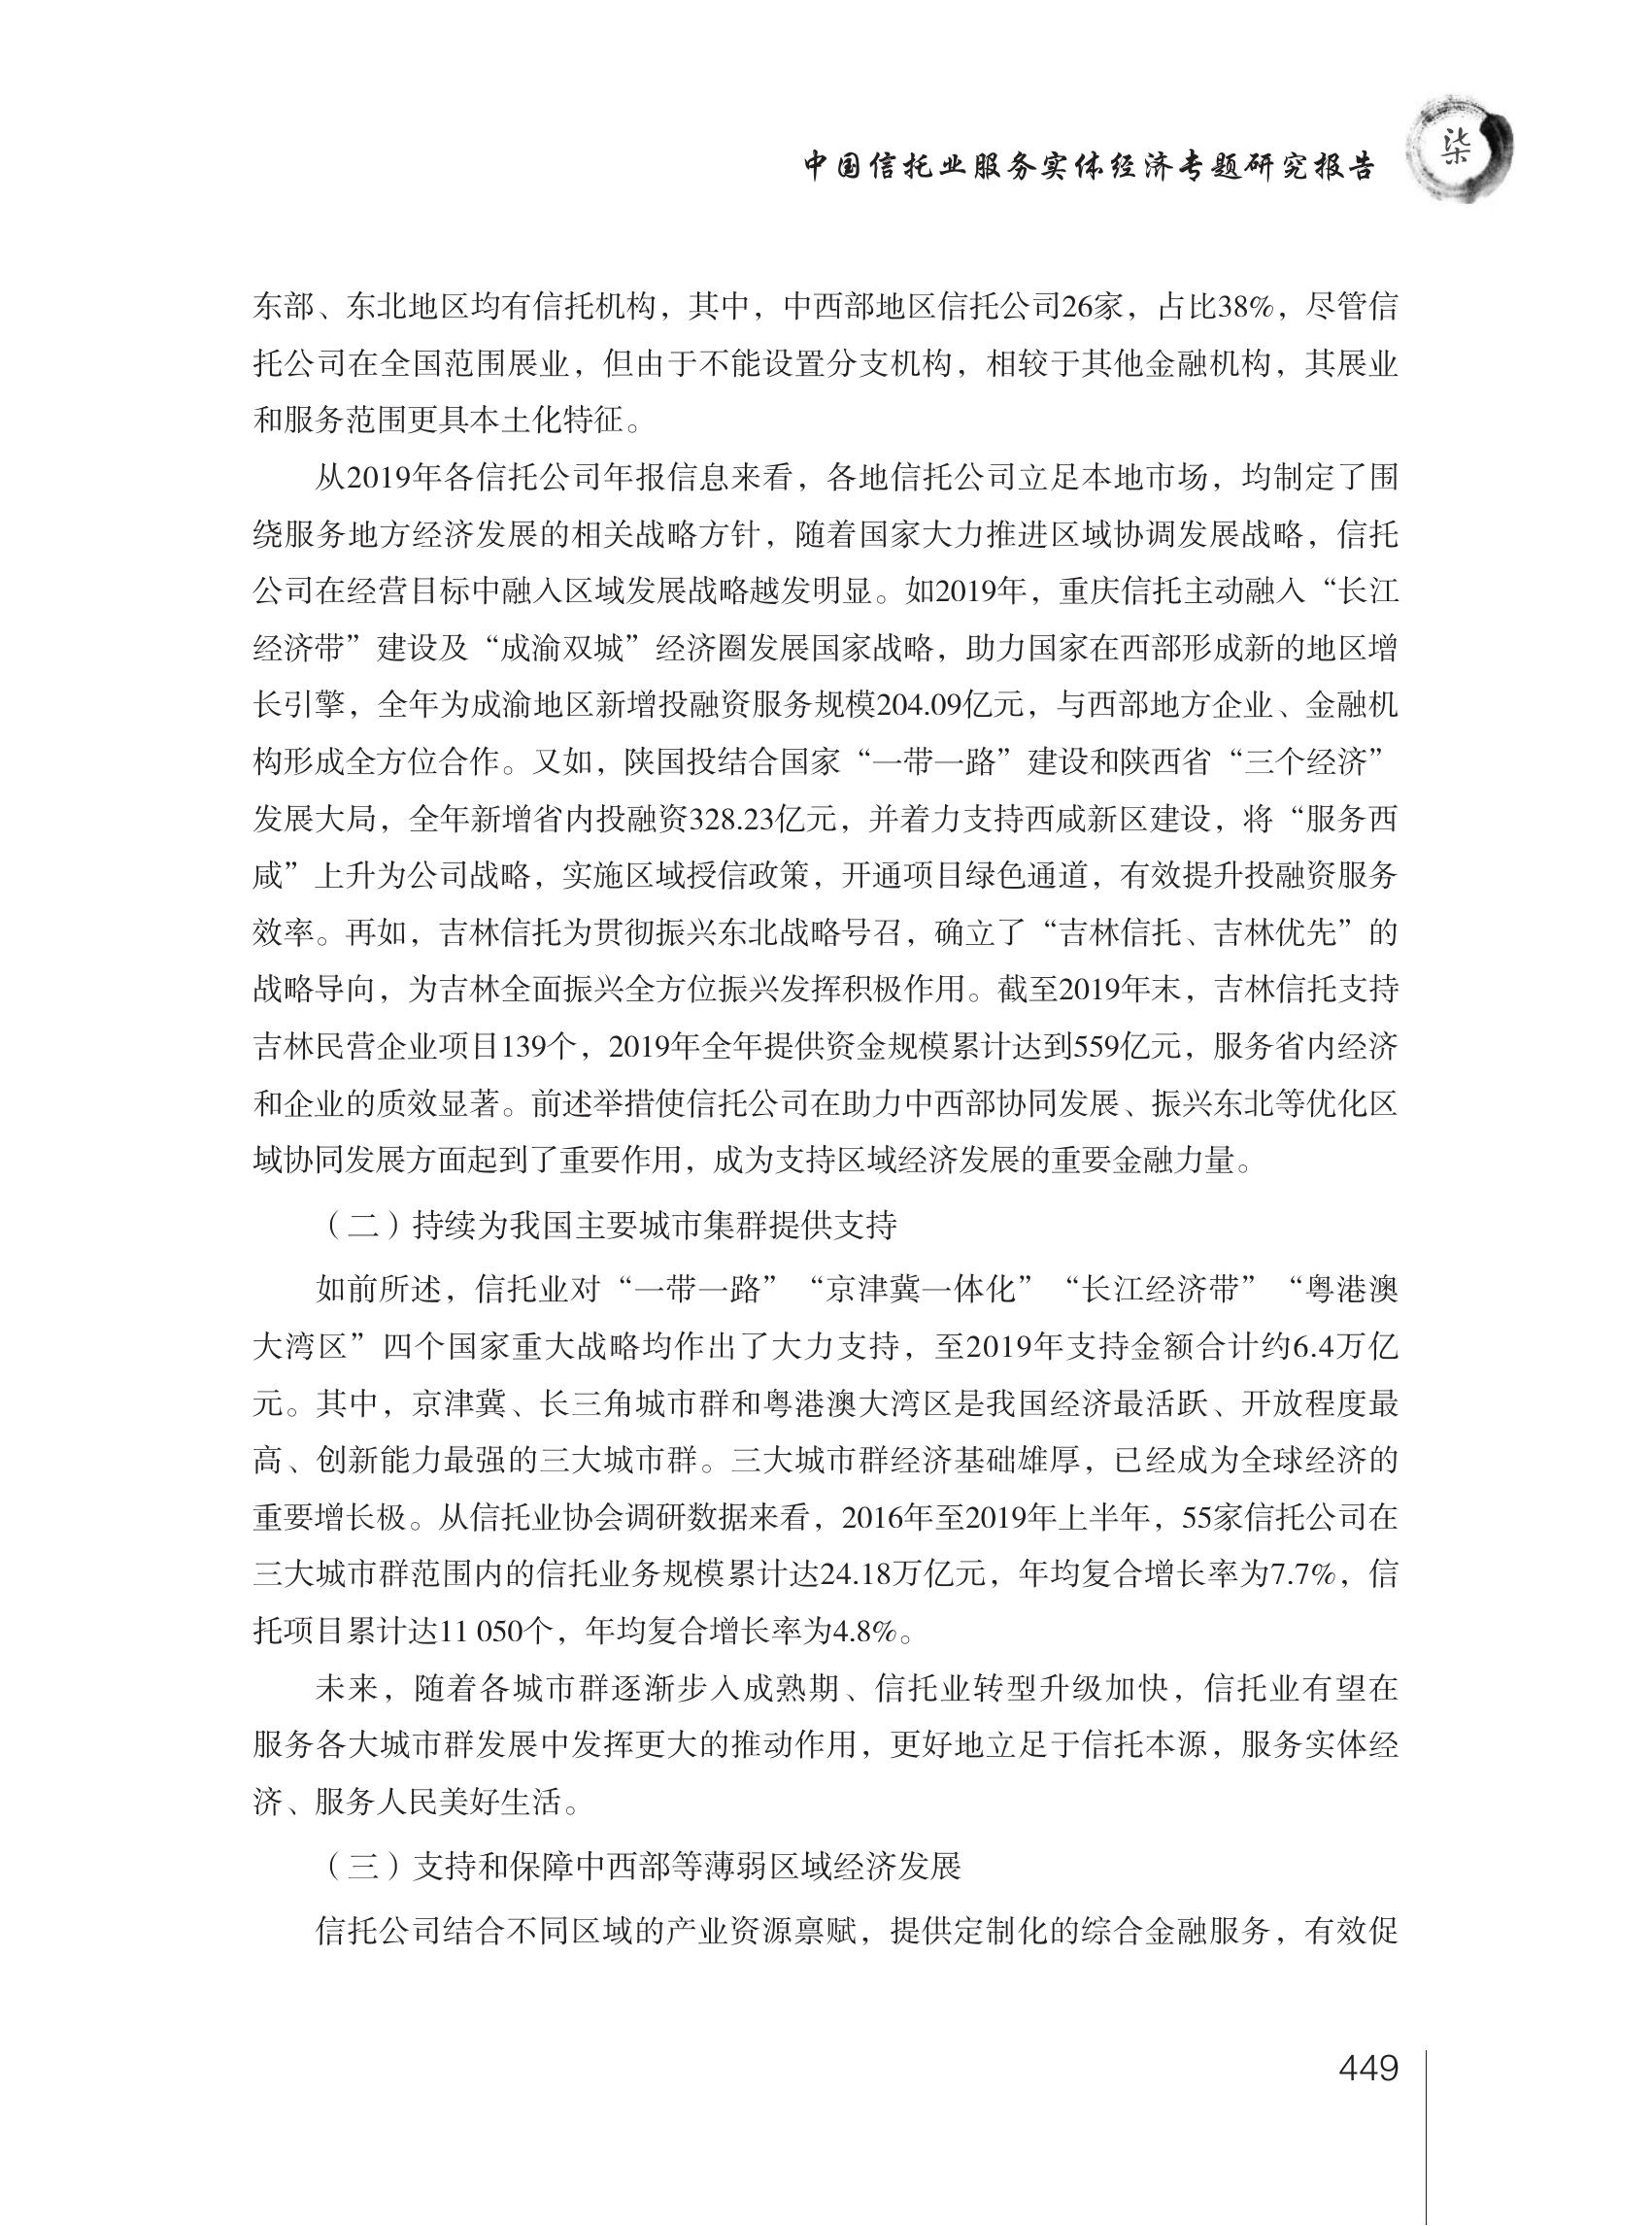 中国信托业服务实体经济专题研究报告
柒
东部、东北地区均有信托机构，其中，中西部地区信托公司26家，占比38%，尽管信
托公司在全国范围展业，但由于不能设置分支机构，相较于其他金融机构，其展业
和服务范围更具本土化特征。
从2019年各信托公司年报信息来看，各地信托公司立足本地市场，均制定了围
绕服务地方经济发展的相关战略方针，随着国家大力推进区域协调发展战略，信托
公司在经营目标中融入区域发展战略越发明显。如2019年，重庆信托主动融入“长江
经济带”建设及“成渝双城”经济圈发展国家战略，助力国家在西部形成新的地区增
长引擎，全年为成渝地区新增投融资服务规模204.09亿元，与西部地方企业、金融机
构形成全方位合作。又如，陕国投结合国家“一带一路”建设和陕西省“三个经济”
发展大局，全年新增省内投融资328.23亿元，并着力支持西咸新区建设，将“服务西
咸”上升为公司战略，实施区域授信政策，开通项目绿色通道，有效提升投融资服务
效率。再如，吉林信托为贯彻振兴东北战略号召，确立了“吉林信托、吉林优先”的
战略导向，为吉林全面振兴全方位振兴发挥积极作用。截至2019年末，吉林信托支持
吉林民营企业项目139个，2019年全年提供资金规模累计达到559亿元，服务省内经济
和企业的质效显著。前述举措使信托公司在助力中西部协同发展、振兴东北等优化区
域协同发展方面起到了重要作用，成为支持区域经济发展的重要金融力量。
（二）持续为我国主要城市集群提供支持
如前所述，信托业对“一带一路”“京津冀一体化”“长江经济带”“粤港澳
大湾区”四个国家重大战略均作出了大力支持，至2019年支持金额合计约6.4万亿
元。其中，京津冀、长三角城市群和粤港澳大湾区是我国经济最活跃、开放程度最
高、创新能力最强的三大城市群。三大城市群经济基础雄厚，已经成为全球经济的
重要增长极。从信托业协会调研数据来看，2016年至2019年上半年，55家信托公司在
三大城市群范围内的信托业务规模累计达24.18万亿元，年均复合增长率为7.7%，信
托项目累计达11 050个，年均复合增长率为4.8%。
未来，随着各城市群逐渐步入成熟期、信托业转型升级加快，信托业有望在
服务各大城市群发展中发挥更大的推动作用，更好地立足于信托本源，服务实体经
济、服务人民美好生活。
（三）支持和保障中西部等薄弱区域经济发展
信托公司结合不同区域的产业资源禀赋，提供定制化的综合金融服务，有效促
449